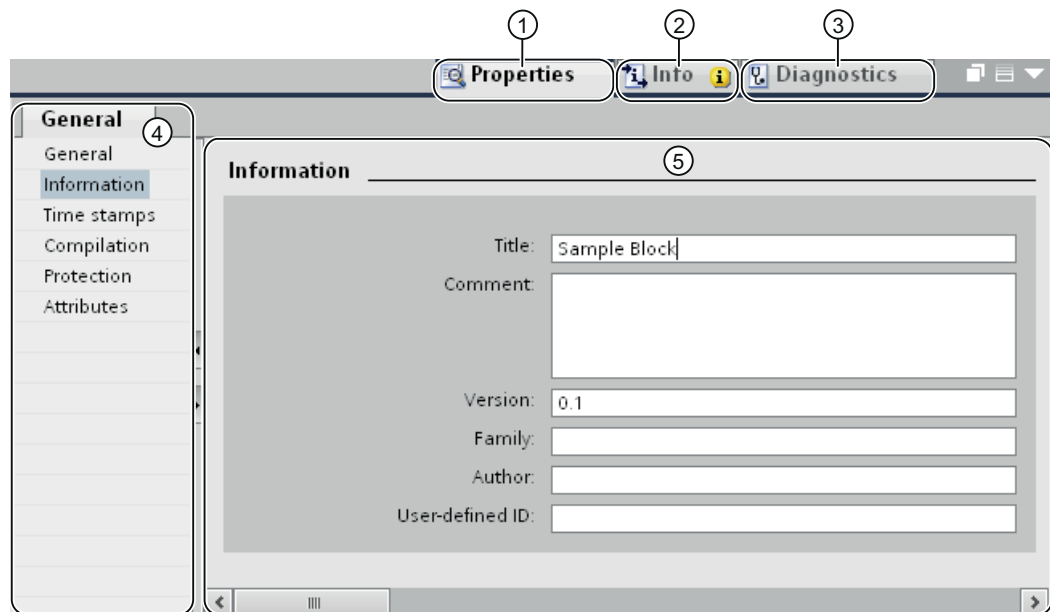 1 2 3
Properties Info Diagnostics
General
4
General
Information
Time stamps
Compilation
Protection
Attributes
Information
5
Title: Sample Block
Comment:
Version: 0.1
Family:
Author:
User-defined ID: